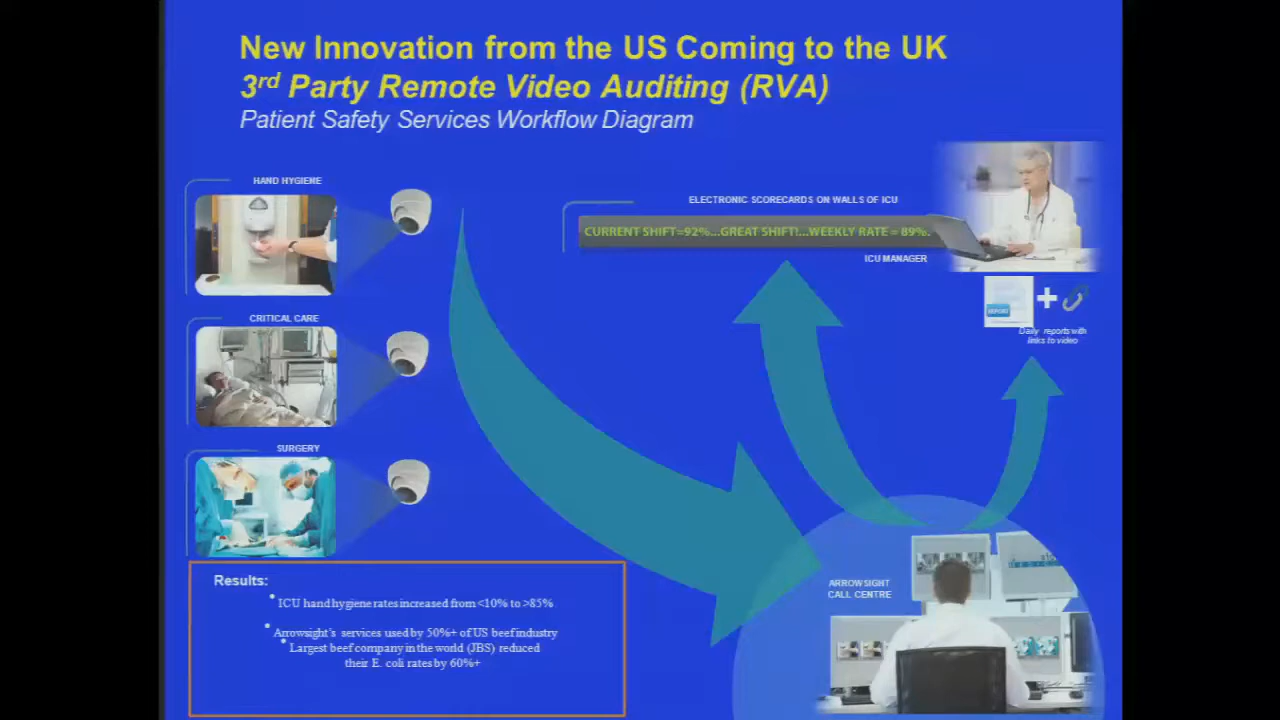 New Innovation from the US Coming to the UK
3rd Party Remote Video Auditing (RVA)
Patient Safety Services Workflow Diagram
HAND HYGIENE
CRITICAL CARE
SURGERY
ELECTRONIC SCORECARDS ON WALLS OF ICU
CURRENT SHIFT=92%...GREAT SHIFT!...WEEKLY RATE = 89%.
ICU MANAGER
REPORT
+
Daily reports with
links to video
ARROWSIGHT
CALL CENTRE
Results:
• ICU hand hygiene rates increased from <10% to >85%
• Arrowsight's services used by 50%+ of US beef industry
• Largest beef company in the world (JBS) reduced
their E. coli rates by 60%+